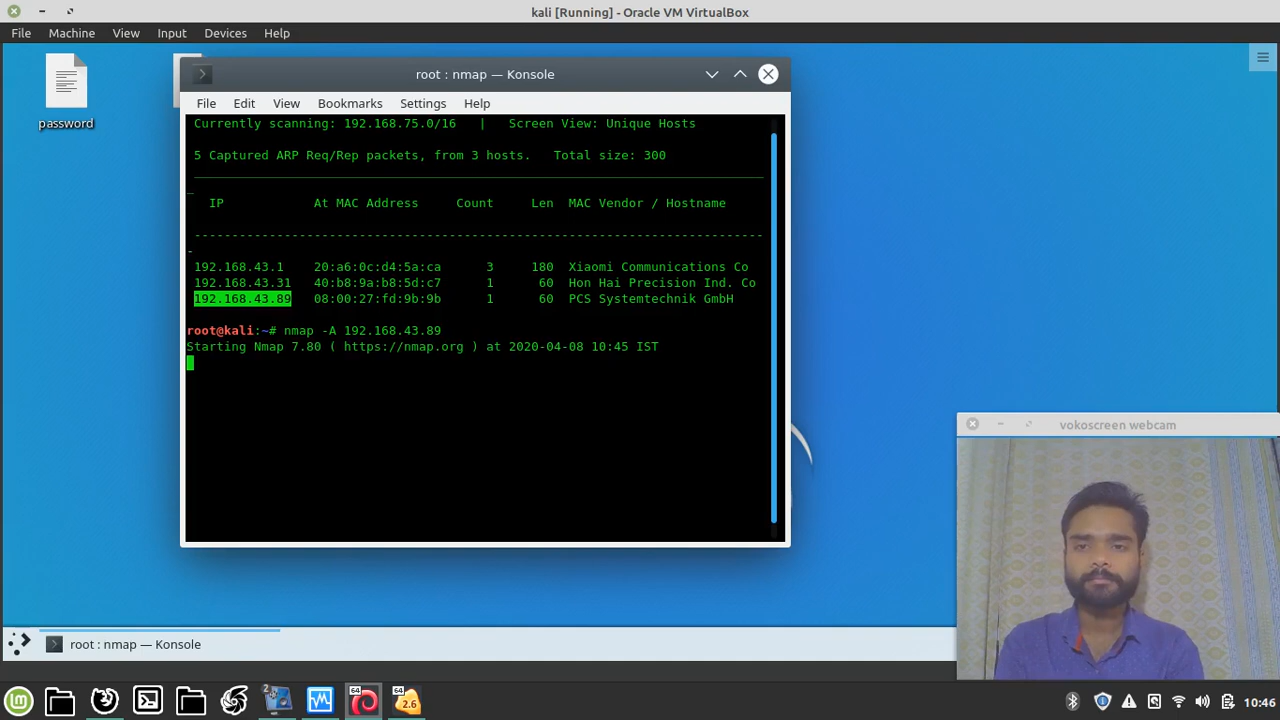 kali [Running] - Oracle VM VirtualBox
File Machine View Input Devices Help
password
root : nmap — Konsole
File Edit View Bookmarks Settings Help
Currently scanning: 192.168.75.0/16 | Screen View: Unique Hosts
5 Captured ARP Req/Rep packets, from 3 hosts. Total size: 300
_____________________________________________________________________________
IP At MAC Address Count Len MAC Vendor / Hostname
-----------------------------------------------------------------------------
192.168.43.1 20:a6:0c:d4:5a:ca 3 180 Xiaomi Communications Co
192.168.43.31 40:b8:9a:b8:5d:c7 1 60 Hon Hai Precision Ind. Co
192.168.43.89 08:00:27:fd:9b:9b 1 60 PCS Systemtechnik GmbH
root@kali:~# nmap -A 192.168.43.89
Starting Nmap 7.80 ( https://nmap.org ) at 2020-04-08 10:45 IST
vokoscreen webcam
root : nmap — Konsole
2
64
64
2.6
10:46